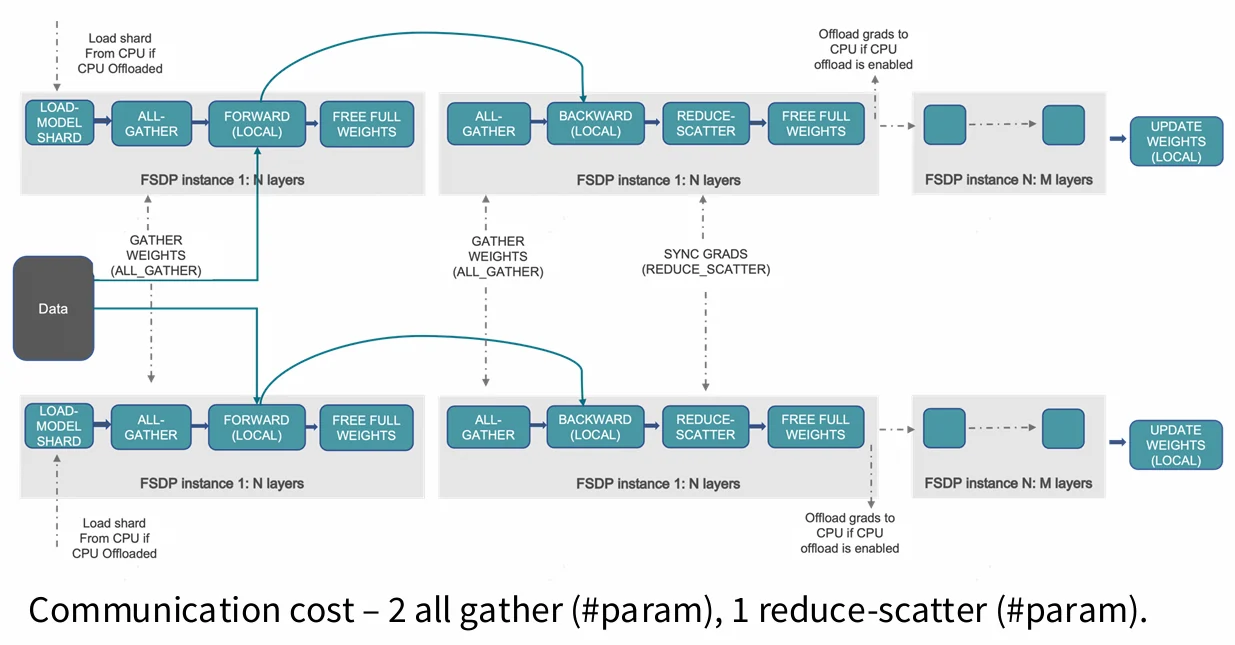 Load shard
From CPU if
CPU Offloaded
Offload grads to
CPU if CPU
offload is enabled
LOAD-
MODEL
SHARD
ALL-
GATHER
FORWARD
(LOCAL)
FREE FULL
WEIGHTS
FSDP instance 1: N layers
ALL-
GATHER
BACKWARD
(LOCAL)
REDUCE-
SCATTER
FREE FULL
WEIGHTS
FSDP instance 1: N layers
FSDP instance N: M layers
UPDATE
WEIGHTS
(LOCAL)
GATHER
WEIGHTS
(ALL_GATHER)
GATHER
WEIGHTS
(ALL_GATHER)
SYNC GRADS
(REDUCE_SCATTER)
Data
LOAD-
MODEL
SHARD
ALL-
GATHER
FORWARD
(LOCAL)
FREE FULL
WEIGHTS
FSDP instance 1: N layers
ALL-
GATHER
BACKWARD
(LOCAL)
REDUCE-
SCATTER
FREE FULL
WEIGHTS
FSDP instance 1: N layers
FSDP instance N: M layers
UPDATE
WEIGHTS
(LOCAL)
Load shard
From CPU if
CPU Offloaded
Offload grads to
CPU if CPU
offload is enabled
Communication cost – 2 all gather (#param), 1 reduce-scatter (#param).